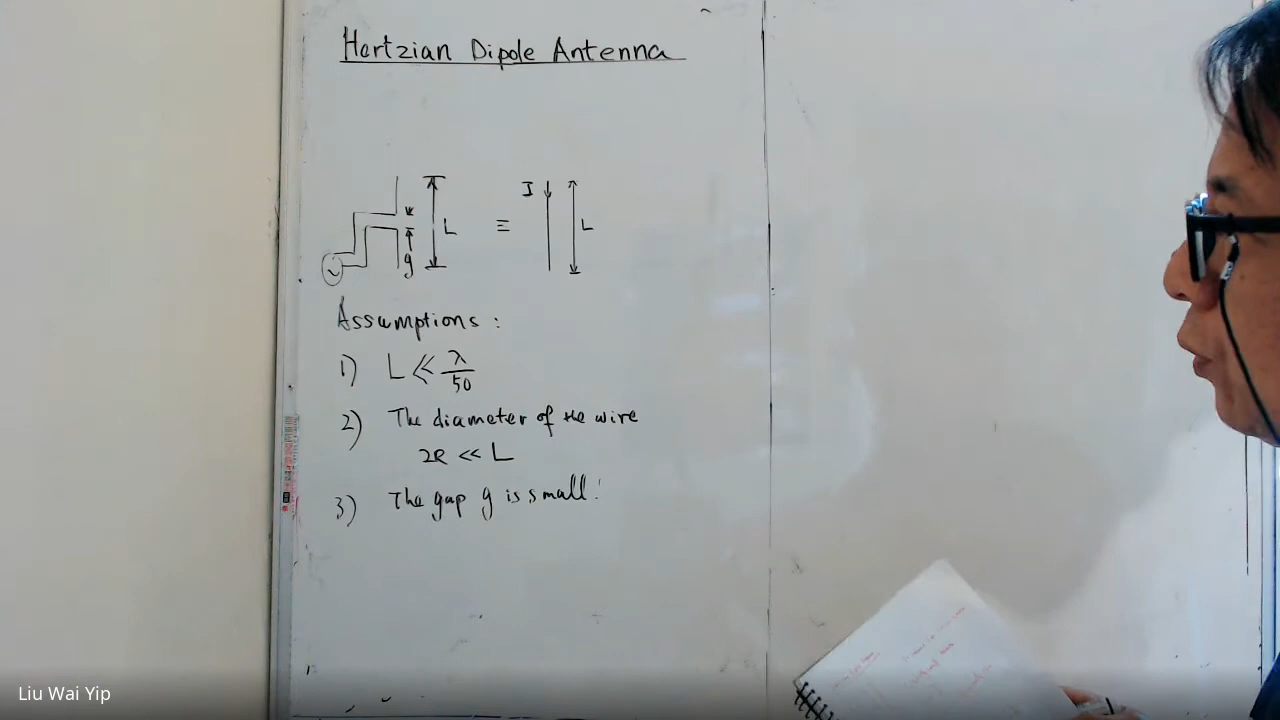 Hertzian Dipole Antenna
I
L ≡ L
g
Assumptions :
1) L ≪ λ/50
2) The diameter of the wire
2R << L
3) The gap g is small!
Liu Wai Yip